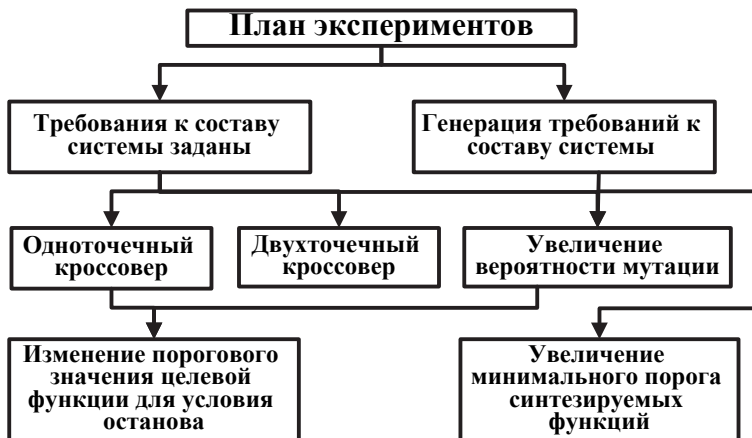 План экспериментов
Требования к составу
системы заданы
Генерация требований к
составу системы
Одноточечный
кроссовер
Двухточечный
кроссовер
Увеличение
вероятности мутации
Изменение порогового
значения целевой
функции для условия
останова
Увеличение
минимального порога
синтезируемых
функций